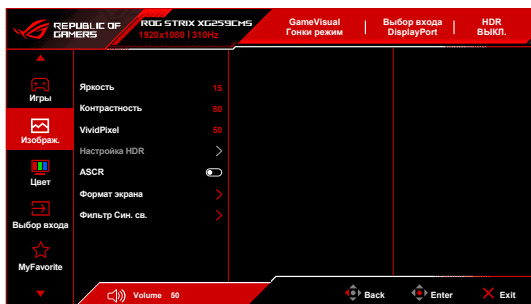 REPUBLIC OF
GAMERS
ROG STRIX XG259CMS
1920x1080 | 310Hz
GameVisual
Гонки режим
Выбор входа
DisplayPort
HDR
ВЫКЛ.
Игры
Изображ.
Цвет
Выбор входа
MyFavorite
Яркость 15
Контрастность 80
VividPixel 50
Настройка HDR
ASCR
Формат экрана
Фильтр Син. св.
Volume 50
Back
Enter
Exit